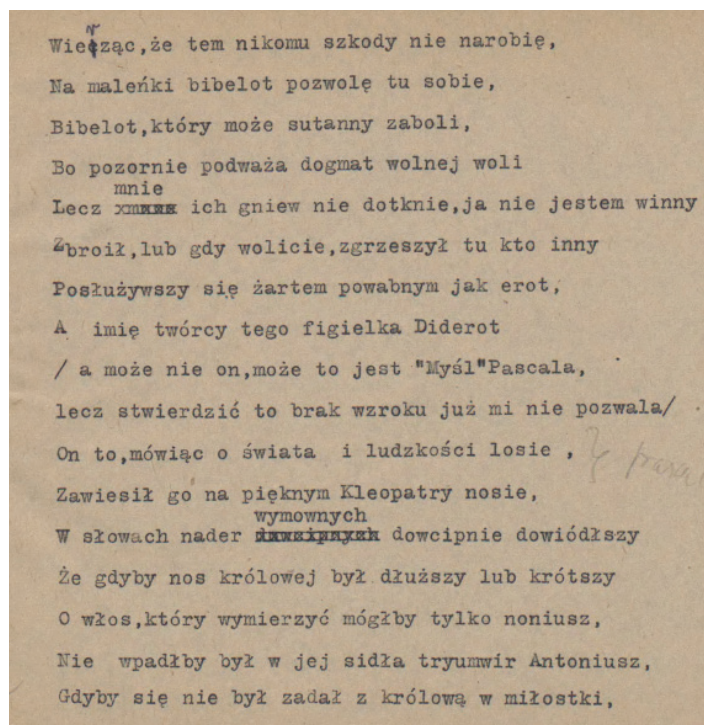 Wierząc,że tem nikomu szkody nie narobię,
Na maleńki bibelot pozwolę tu sobie,
Bibelot,który może sutanny zaboli,
Bo pozornie podważa dogmat wolnej woli
mnie
Lecz ich gniew nie dotknie,ja nie jestem winny
Zbroił,lub gdy wolicie,zgrzeszył tu kto inny
Posłużywszy się żartem powabnym jak erot,
A imię twórcy tego figielka Diderot
/ a może nie on,może to jest "Myśl"Pascala,
lecz stwierdzić to brak wzroku już mi nie pozwala/
On to,mówiąc o świata i ludzkości losie ,
Zawiesił go na pięknym Kleopatry nosie,
wymownych
W słowach nader dowcipnie dowiódłszy
Że gdyby nos królowej był dłuższy lub krótszy
O włos,który wymierzyć mógłby tylko noniusz,
Nie wpadłby był w jej sidła tryumwir Antoniusz,
Gdyby się nie był zadał z królową w miłostki,